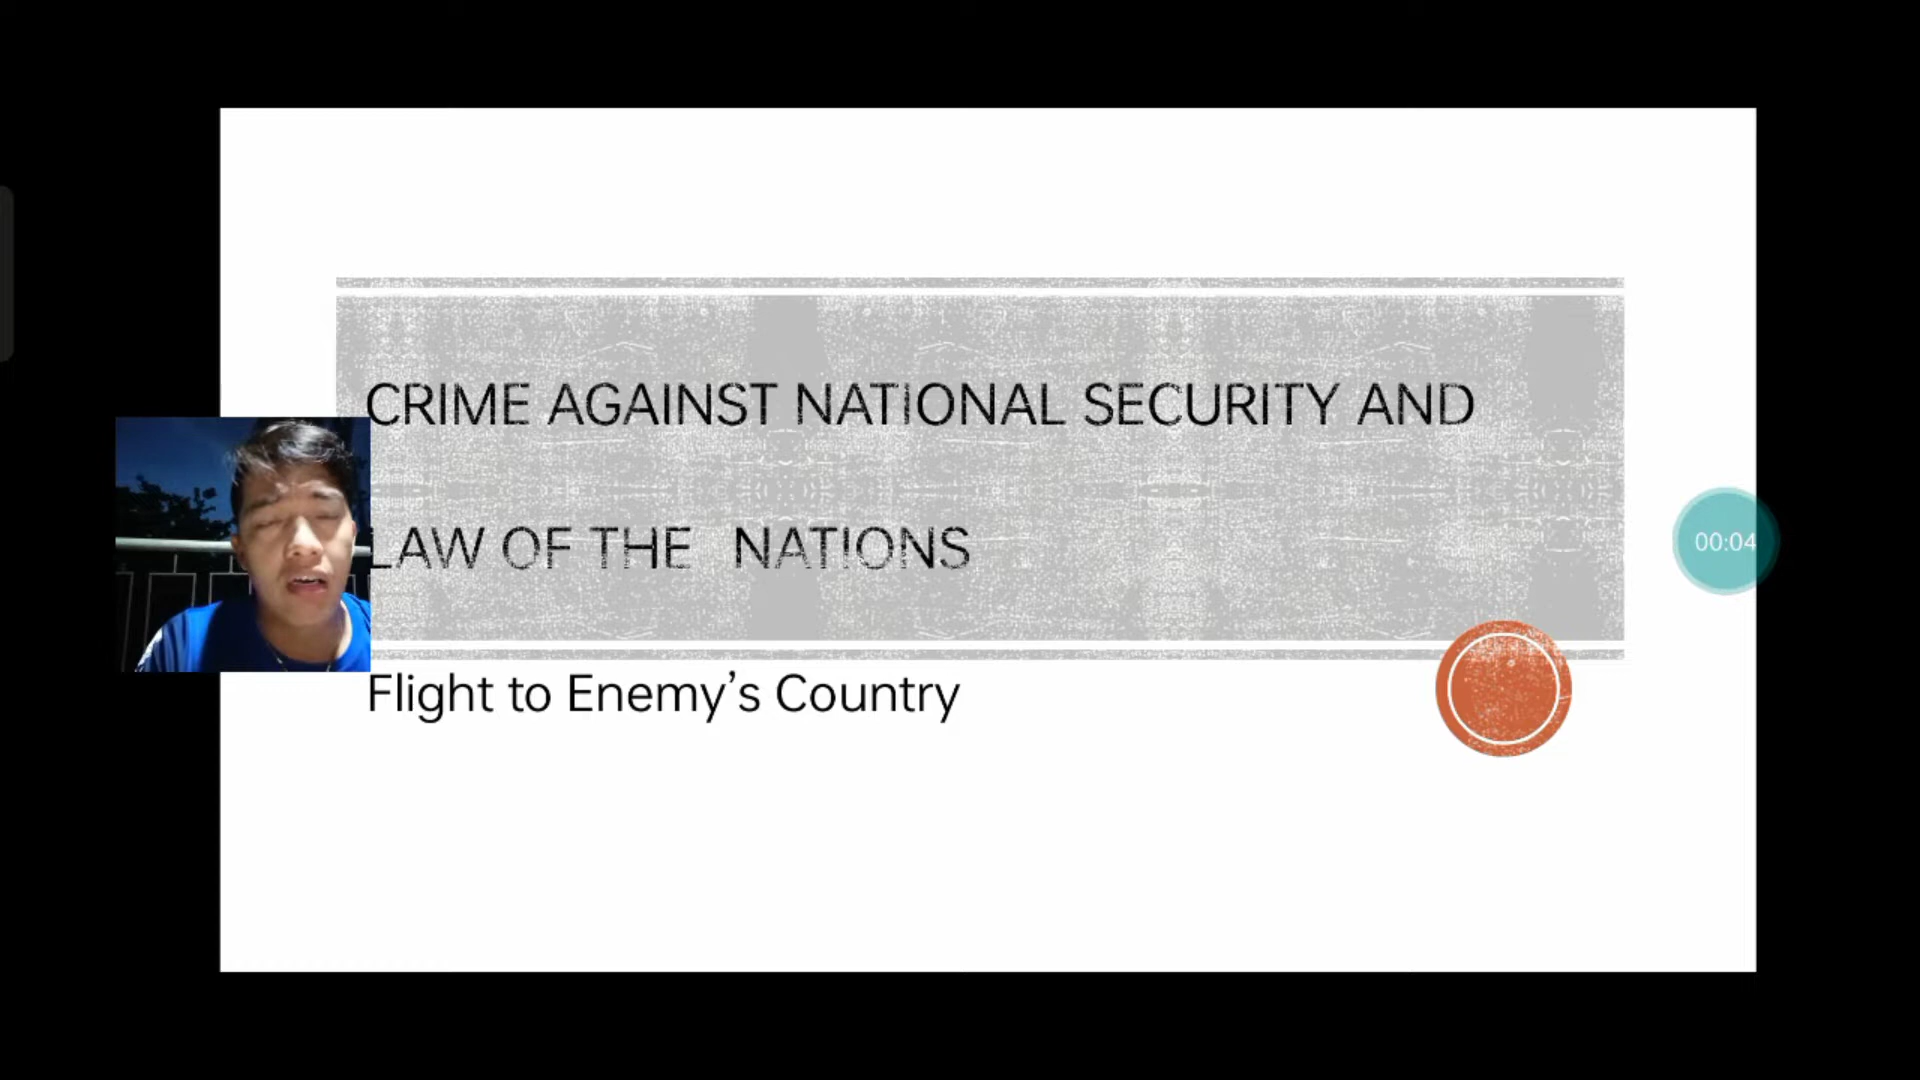 CRIME AGAINST NATIONAL SECURITY AND
LAW OF THE NATIONS
Flight to Enemy’s Country
00:04